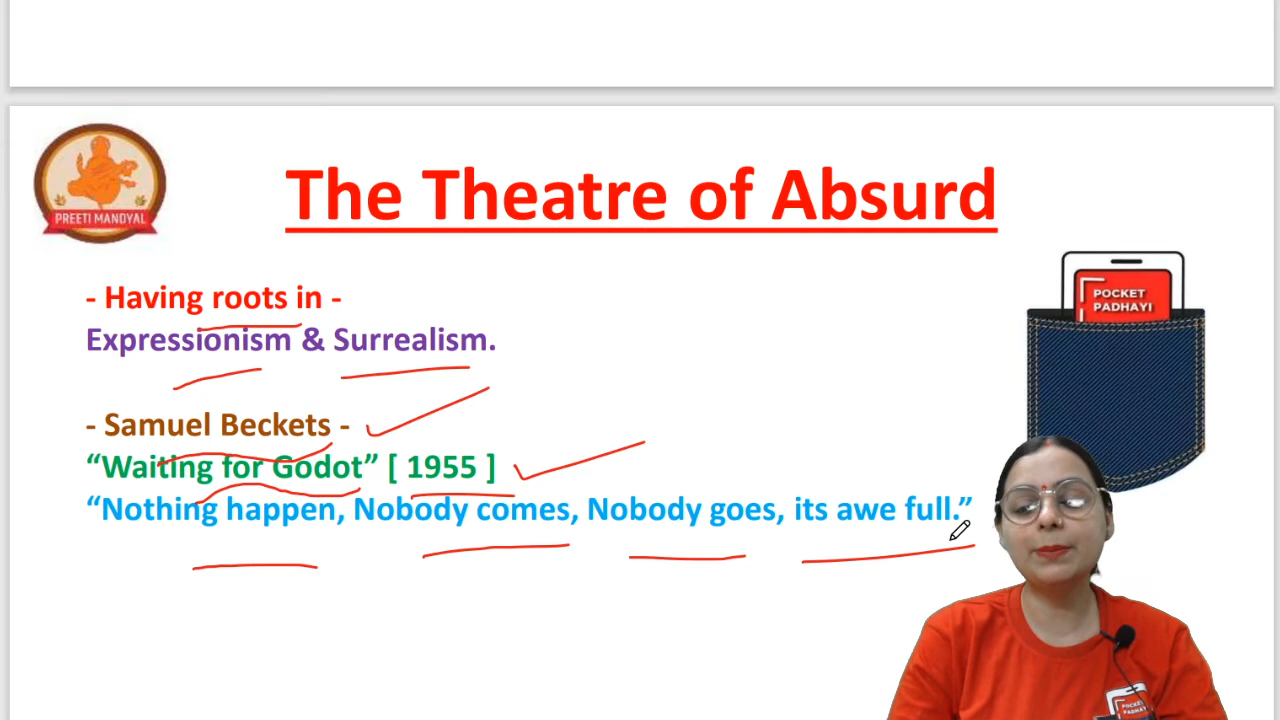 The Theatre of Absurd
PREETI MANDYAL
- Having roots in -
Expressionism & Surrealism.
POCKET
PADHAYI
- Samuel Beckets -
“Waiting for Godot” [ 1955 ]
“Nothing happen, Nobody comes, Nobody goes, its awe full.”
POCKET
PADHAYI